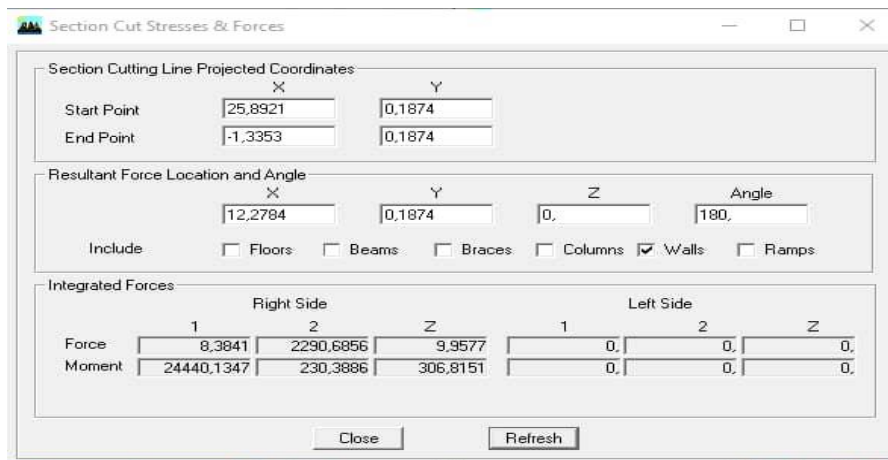 Section Cut Stresses & Forces
Section Cutting Line Projected Coordinates
X Y
Start Point 25,8921 0,1874
End Point -1,3353 0,1874
Resultant Force Location and Angle
X Y Z Angle
12,2784 0,1874 0, 180,
Include Floors Beams Braces Columns Walls Ramps
Integrated Forces
Right Side Left Side
1 2 Z 1 2 Z
Force 8,3841 2290,6856 9,9577 0, 0, 0,
Moment 24440,1347 230,3886 306,8151 0, 0, 0,
Close Refresh